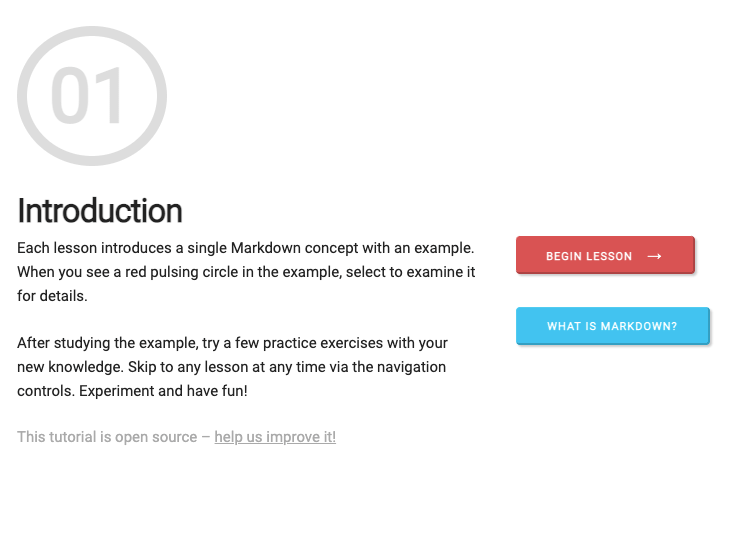 01
Introduction
Each lesson introduces a single Markdown concept with an example.
When you see a red pulsing circle in the example, select to examine it
for details.
After studying the example, try a few practice exercises with your
new knowledge. Skip to any lesson at any time via the navigation
controls. Experiment and have fun!
This tutorial is open source – help us improve it!
BEGIN LESSON →
WHAT IS MARKDOWN?